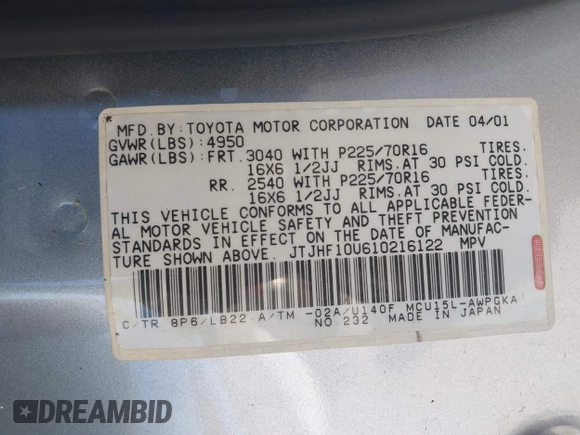 MFD.BY:TOYOTA MOTOR CORPORATION DATE 04/01
GVWR(LBS):4950
GAWR(LBS):FRT.3040 WITH P225/70R16 TIRES.
16X6 1/2JJ RIMS.AT 30 PSI COLD.
RR. 2540 WITH P225/70R16 TIRES.
16X6 1/2JJ RIMS.AT 30 PSI COLD.
THIS VEHICLE CONFORMS TO ALL APPLICABLE FEDER-
AL MOTOR VEHICLE SAFETY AND THEFT PREVENTION
STANDARDS IN EFFECT ON THE DATE OF MANUFAC-
TURE SHOWN ABOVE. JTJHF10U610216122 MPV
C/TR 8P6/LB22 A/TM -02A/U140F MCU15L-AWPGKA
NO.232 MADE IN JAPAN
DREAMBID